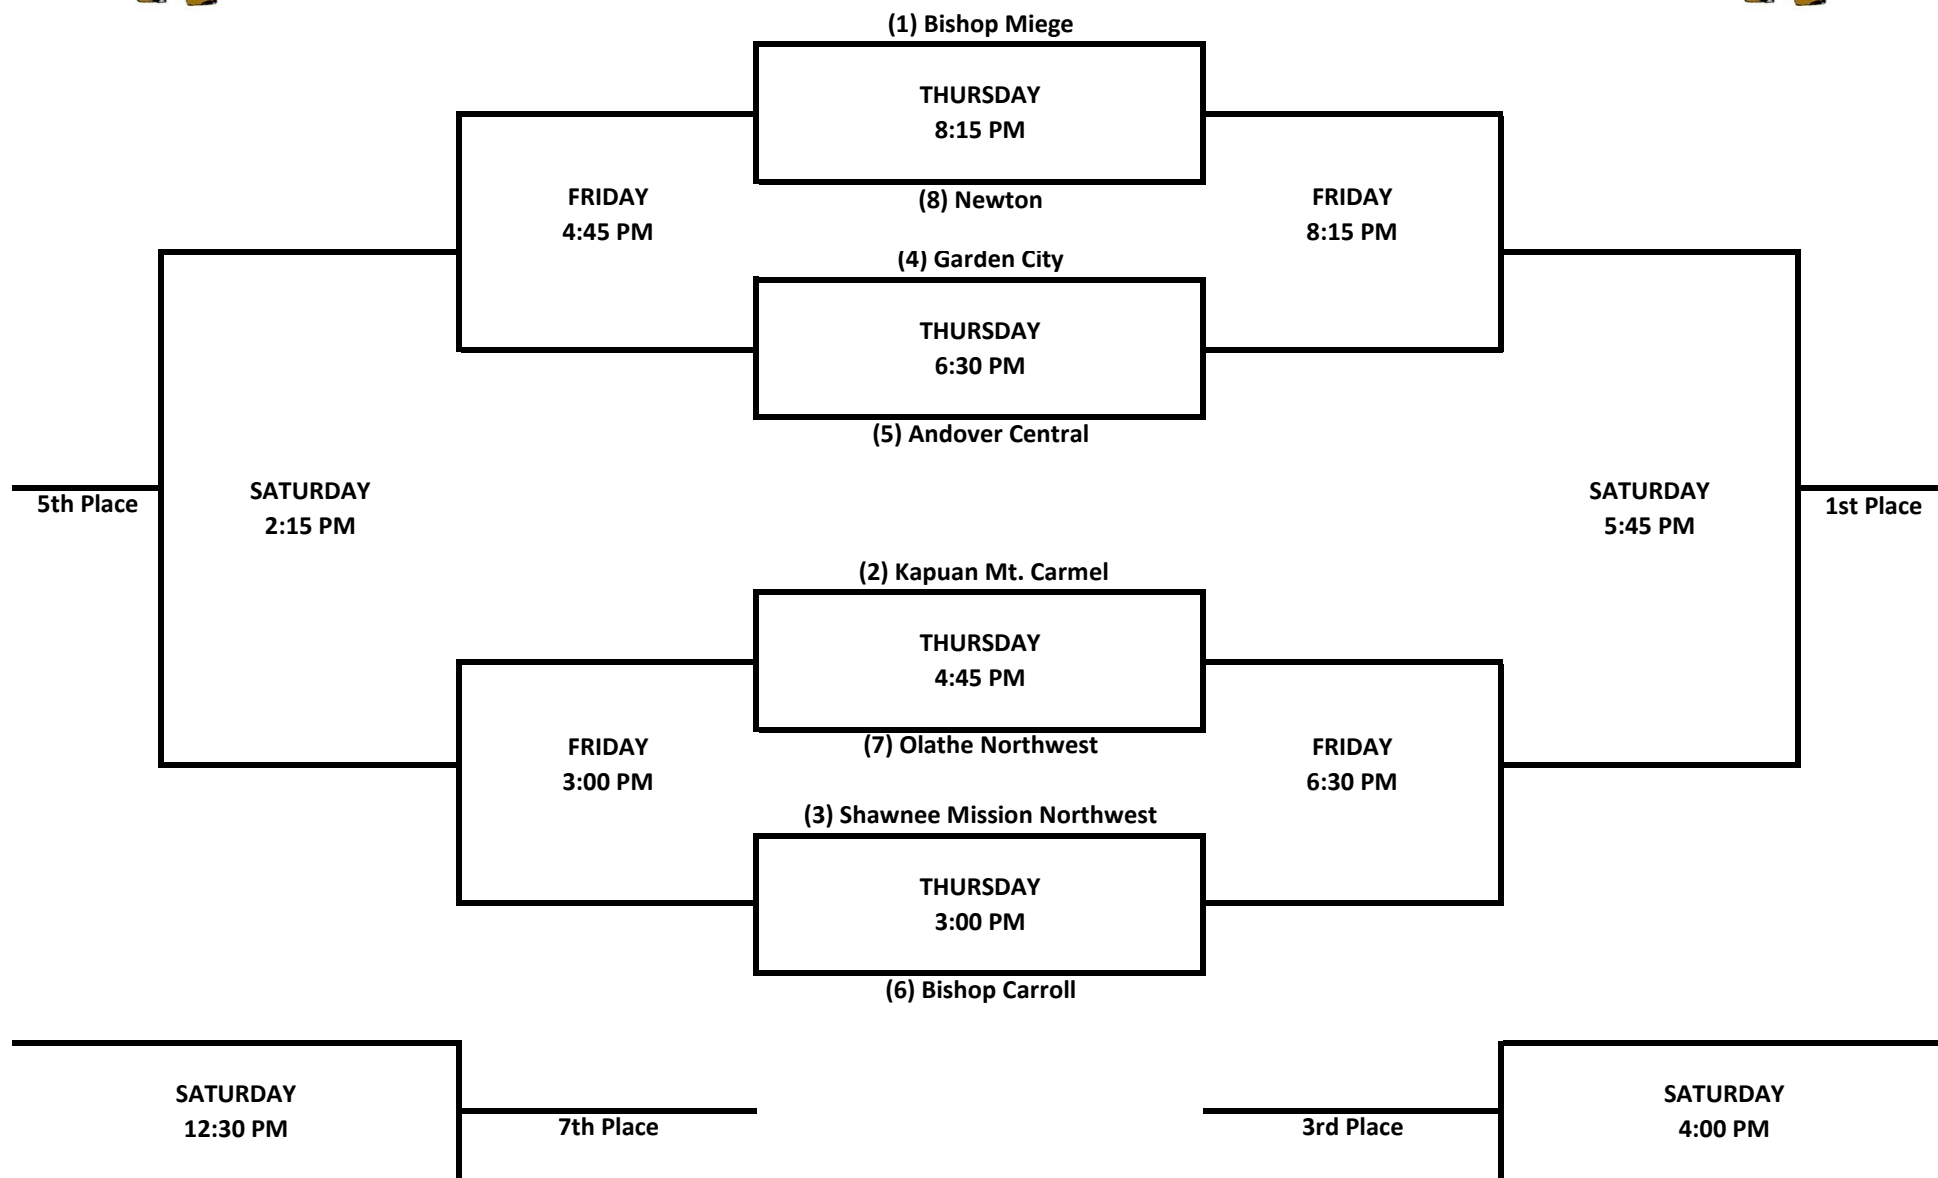 (1) Bishop Miege
THURSDAY
8:15 PM
(8) Newton
FRIDAY
4:45 PM
FRIDAY
8:15 PM
(4) Garden City
THURSDAY
6:30 PM
(5) Andover Central
5th Place
SATURDAY
2:15 PM
SATURDAY
5:45 PM
1st Place
(2) Kapuan Mt. Carmel
THURSDAY
4:45 PM
(7) Olathe Northwest
FRIDAY
3:00 PM
FRIDAY
6:30 PM
(3) Shawnee Mission Northwest
THURSDAY
3:00 PM
(6) Bishop Carroll
SATURDAY
12:30 PM
7th Place
3rd Place
SATURDAY
4:00 PM